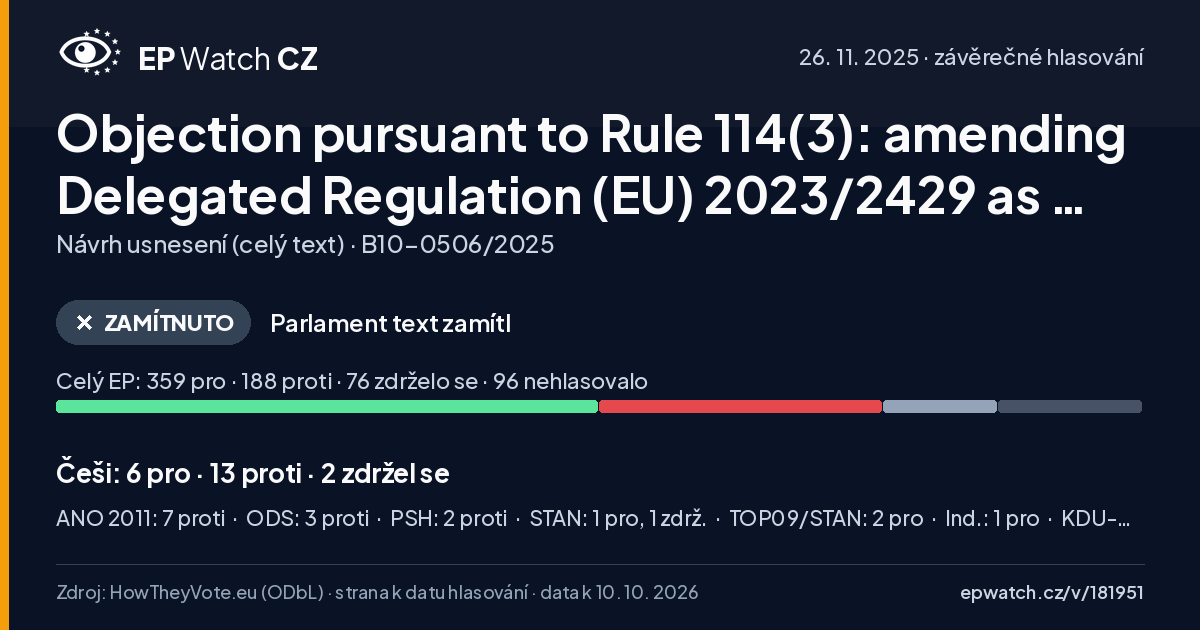 EP Watch CZ
26. 11. 2025 · závěrečné hlasování
Objection pursuant to Rule 114(3): amending
Delegated Regulation (EU) 2023/2429 as …
Návrh usnesení (celý text) · B10–0506/2025
✕ ZAMÍTNUTO Parlament text zamítl
Celý EP: 359 pro · 188 proti · 76 zdrželo se · 96 nehlasovalo
Češi: 6 pro · 13 proti · 2 zdržel se
ANO 2011: 7 proti · ODS: 3 proti · PSH: 2 proti · STAN: 1 pro, 1 zdrž. · TOP09/STAN: 2 pro · Ind.: 1 pro · KDU-…
Zdroj: HowTheyVote.eu (ODbL) · strana k datu hlasování · data k 10. 10. 2026
epwatch.cz/v/181951